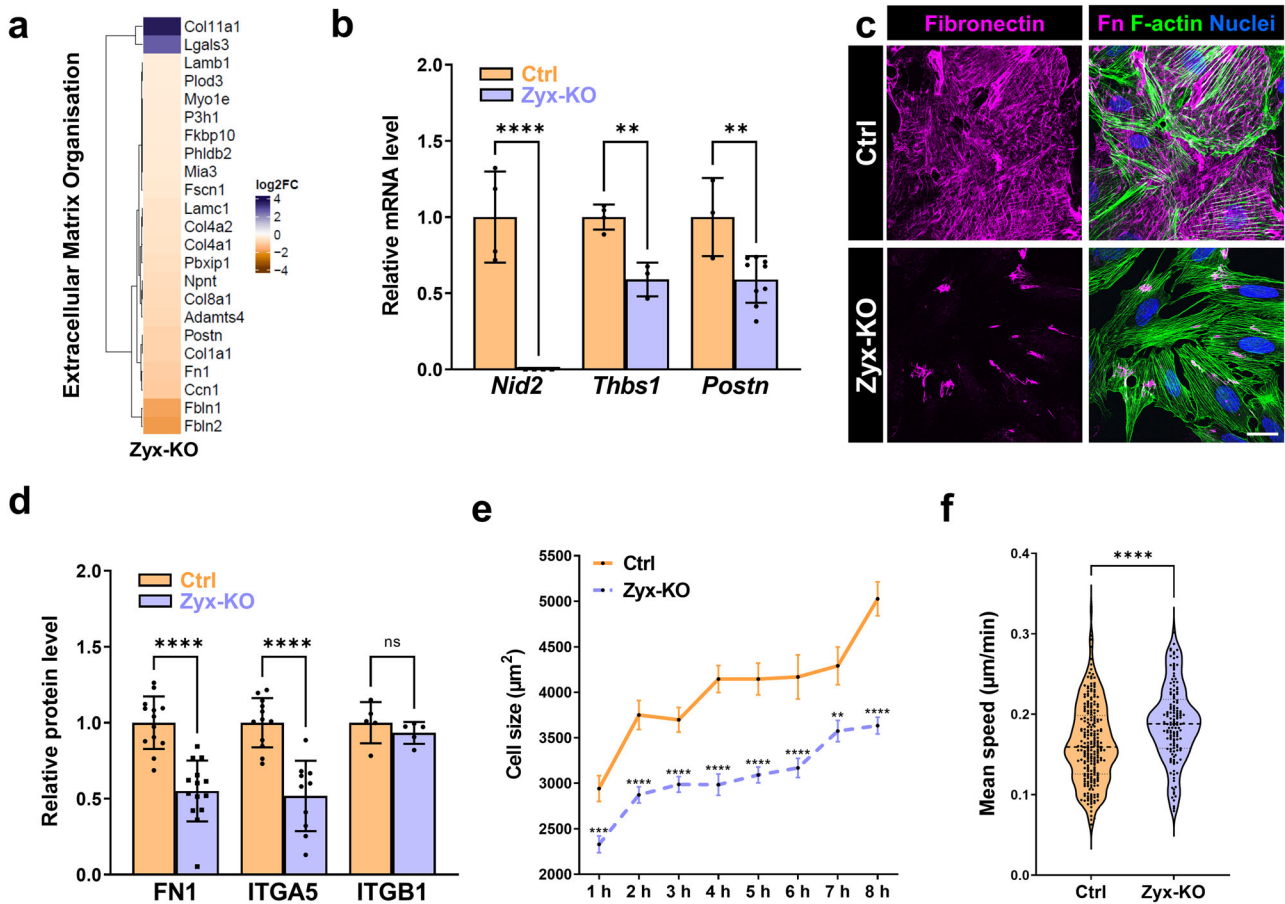 a
Extracellular Matrix Organisation
Col11a1
Lgals3
Lamb1
Plod3
Myo1e
P3h1
Fkbp10
Phldb2
Mia3
Fscn1
Lamc1
Col4a2
Col4a1
Pbxip1
Npnt
Col8a1
Adamts4
Postn
Col1a1
Fn1
Ccn1
Fbln1
Fbln2
log2FC
4
2
0
−2
−4
Zyx-KO
b
Relative mRNA level
2.0
1.5
1.0
0.5
0.0
Ctrl
Zyx-KO
****
**
**
Nid2 Thbs1 Postn
c
Fibronectin
Fn F-actin Nuclei
Ctrl
Zyx-KO
d
Relative protein level
2.0
1.5
1.0
0.5
0.0
Ctrl
Zyx-KO
****
****
ns
FN1 ITGA5 ITGB1
e
Cell size (µm²)
5500
5000
4500
4000
3500
3000
2500
2000
Ctrl
Zyx-KO
***
****
****
****
****
****
**
****
1 h 2 h 3 h 4 h 5 h 6 h 7 h 8 h
f
Mean speed (µm/min)
0.4
0.3
0.2
0.1
0.0
****
Ctrl Zyx-KO